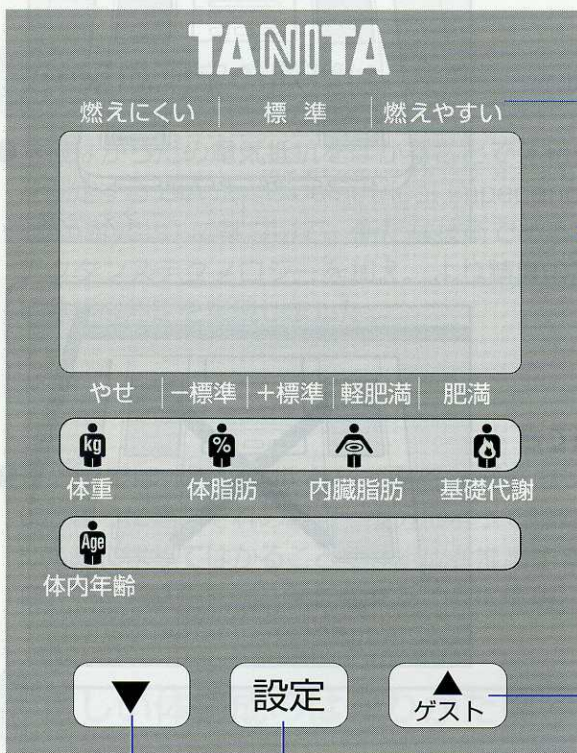 TANITA
燃えにくい 標 準 燃えやすい
やせ －標準 ＋標準 軽肥満 肥満
kg %
体重 体脂肪 内臓脂肪 基礎代謝
Age
体内年齢
▼ 設定 ▲
ゲスト